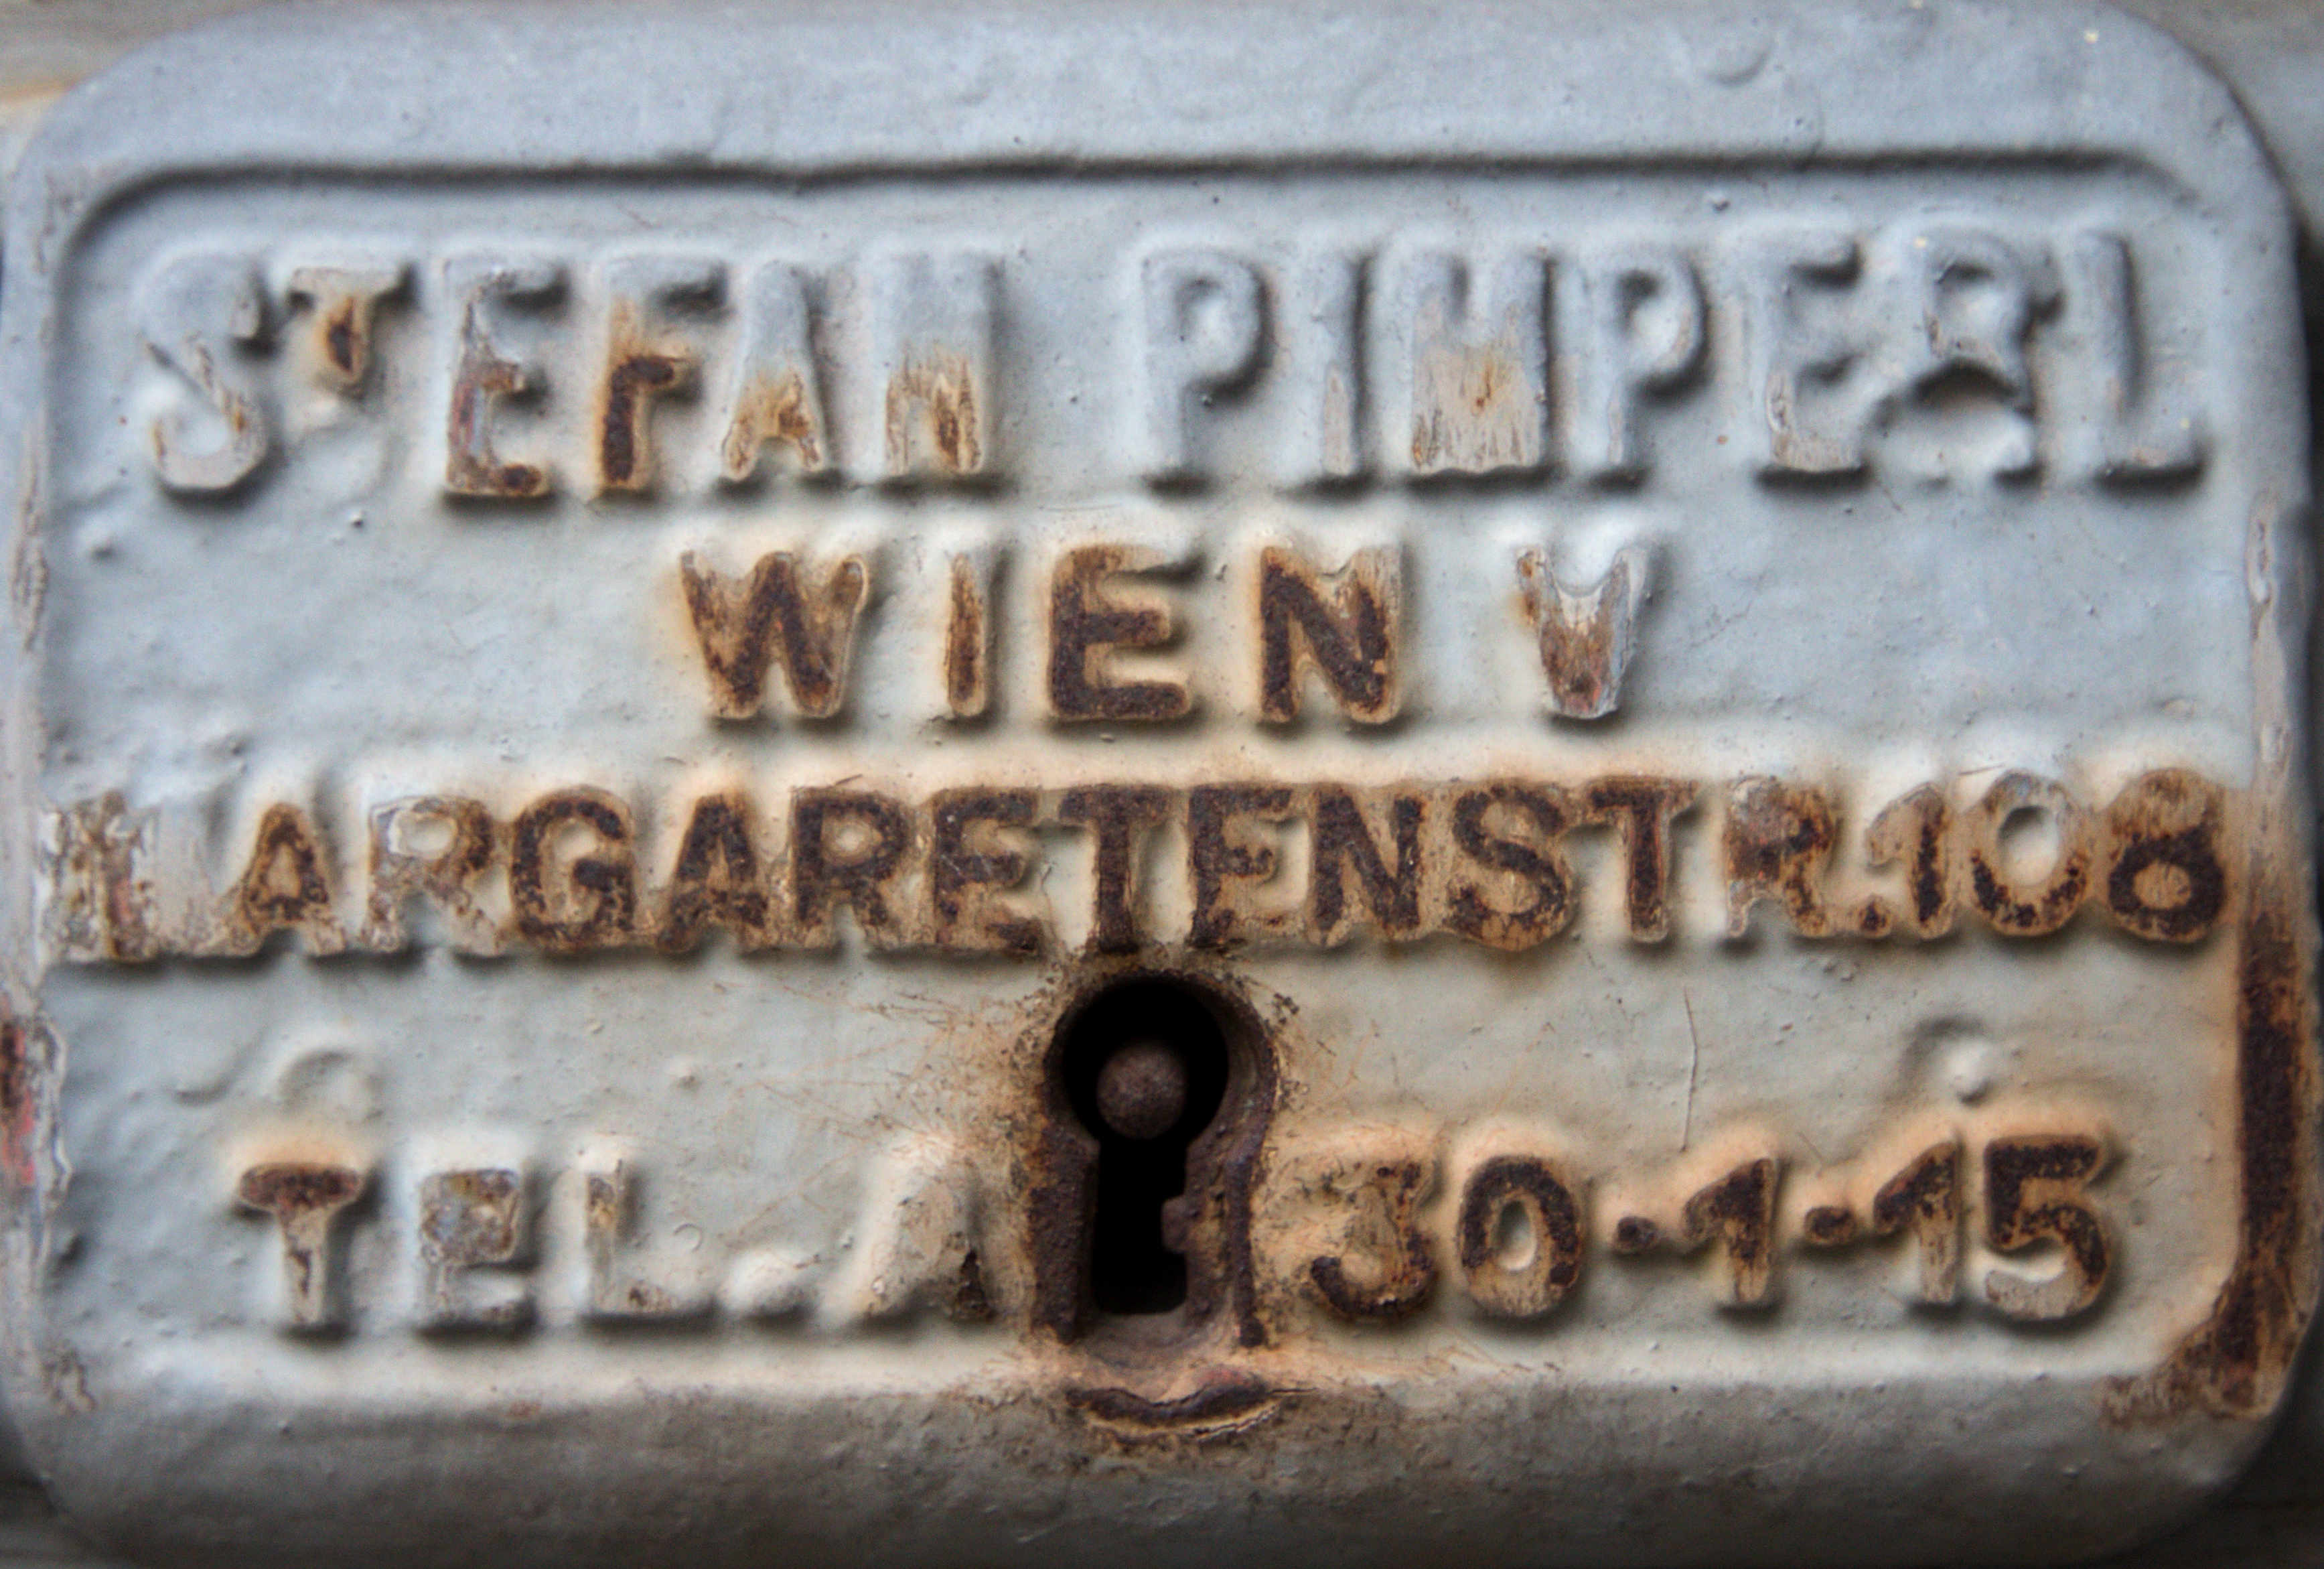 STEFAN PIMPERL
WIEN V
MARGARETENSTR.108
TEL. A 30-1-15